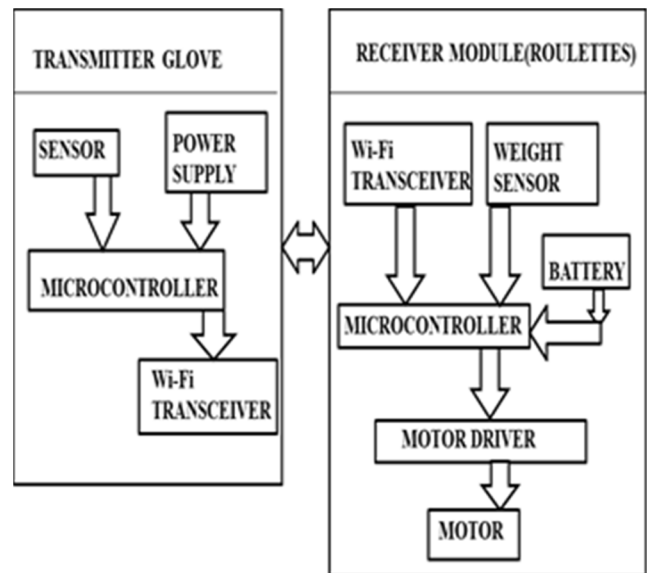 TRANSMITTER GLOVE
SENSOR
POWER
SUPPLY
MICROCONTROLLER
Wi-Fi
TRANSCEIVER
RECEIVER MODULE(ROULETTES)
Wi-Fi
TRANSCEIVER
WEIGHT
SENSOR
BATTERY
MICROCONTROLLER
MOTOR DRIVER
MOTOR